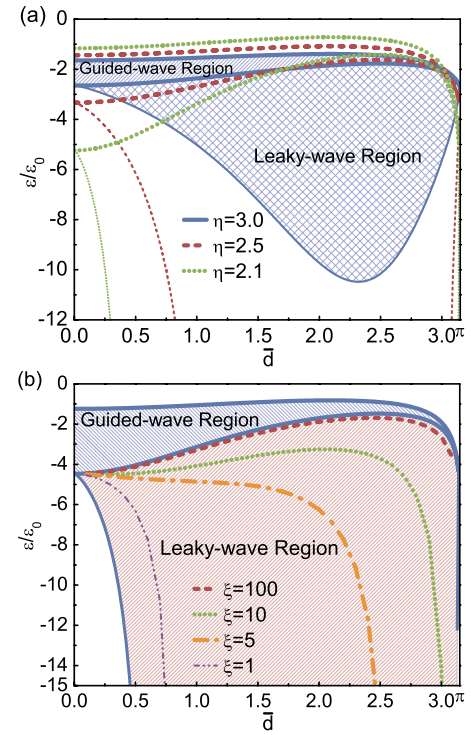 (a)
0
-2
-4
-6
-8
-10
-12
ε/ε₀
Guided-wave Region
Leaky-wave Region
η=3.0
η=2.5
η=2.1
0.0 0.5 1.0 1.5 2.0 2.5 3.0 π
d̄
(b)
0
-2
-4
-6
-8
-10
-12
-14
-15
ε/ε₀
Guided-wave Region
Leaky-wave Region
ξ=100
ξ=10
ξ=5
ξ=1
0.0 0.5 1.0 1.5 2.0 2.5 3.0 π
d̄